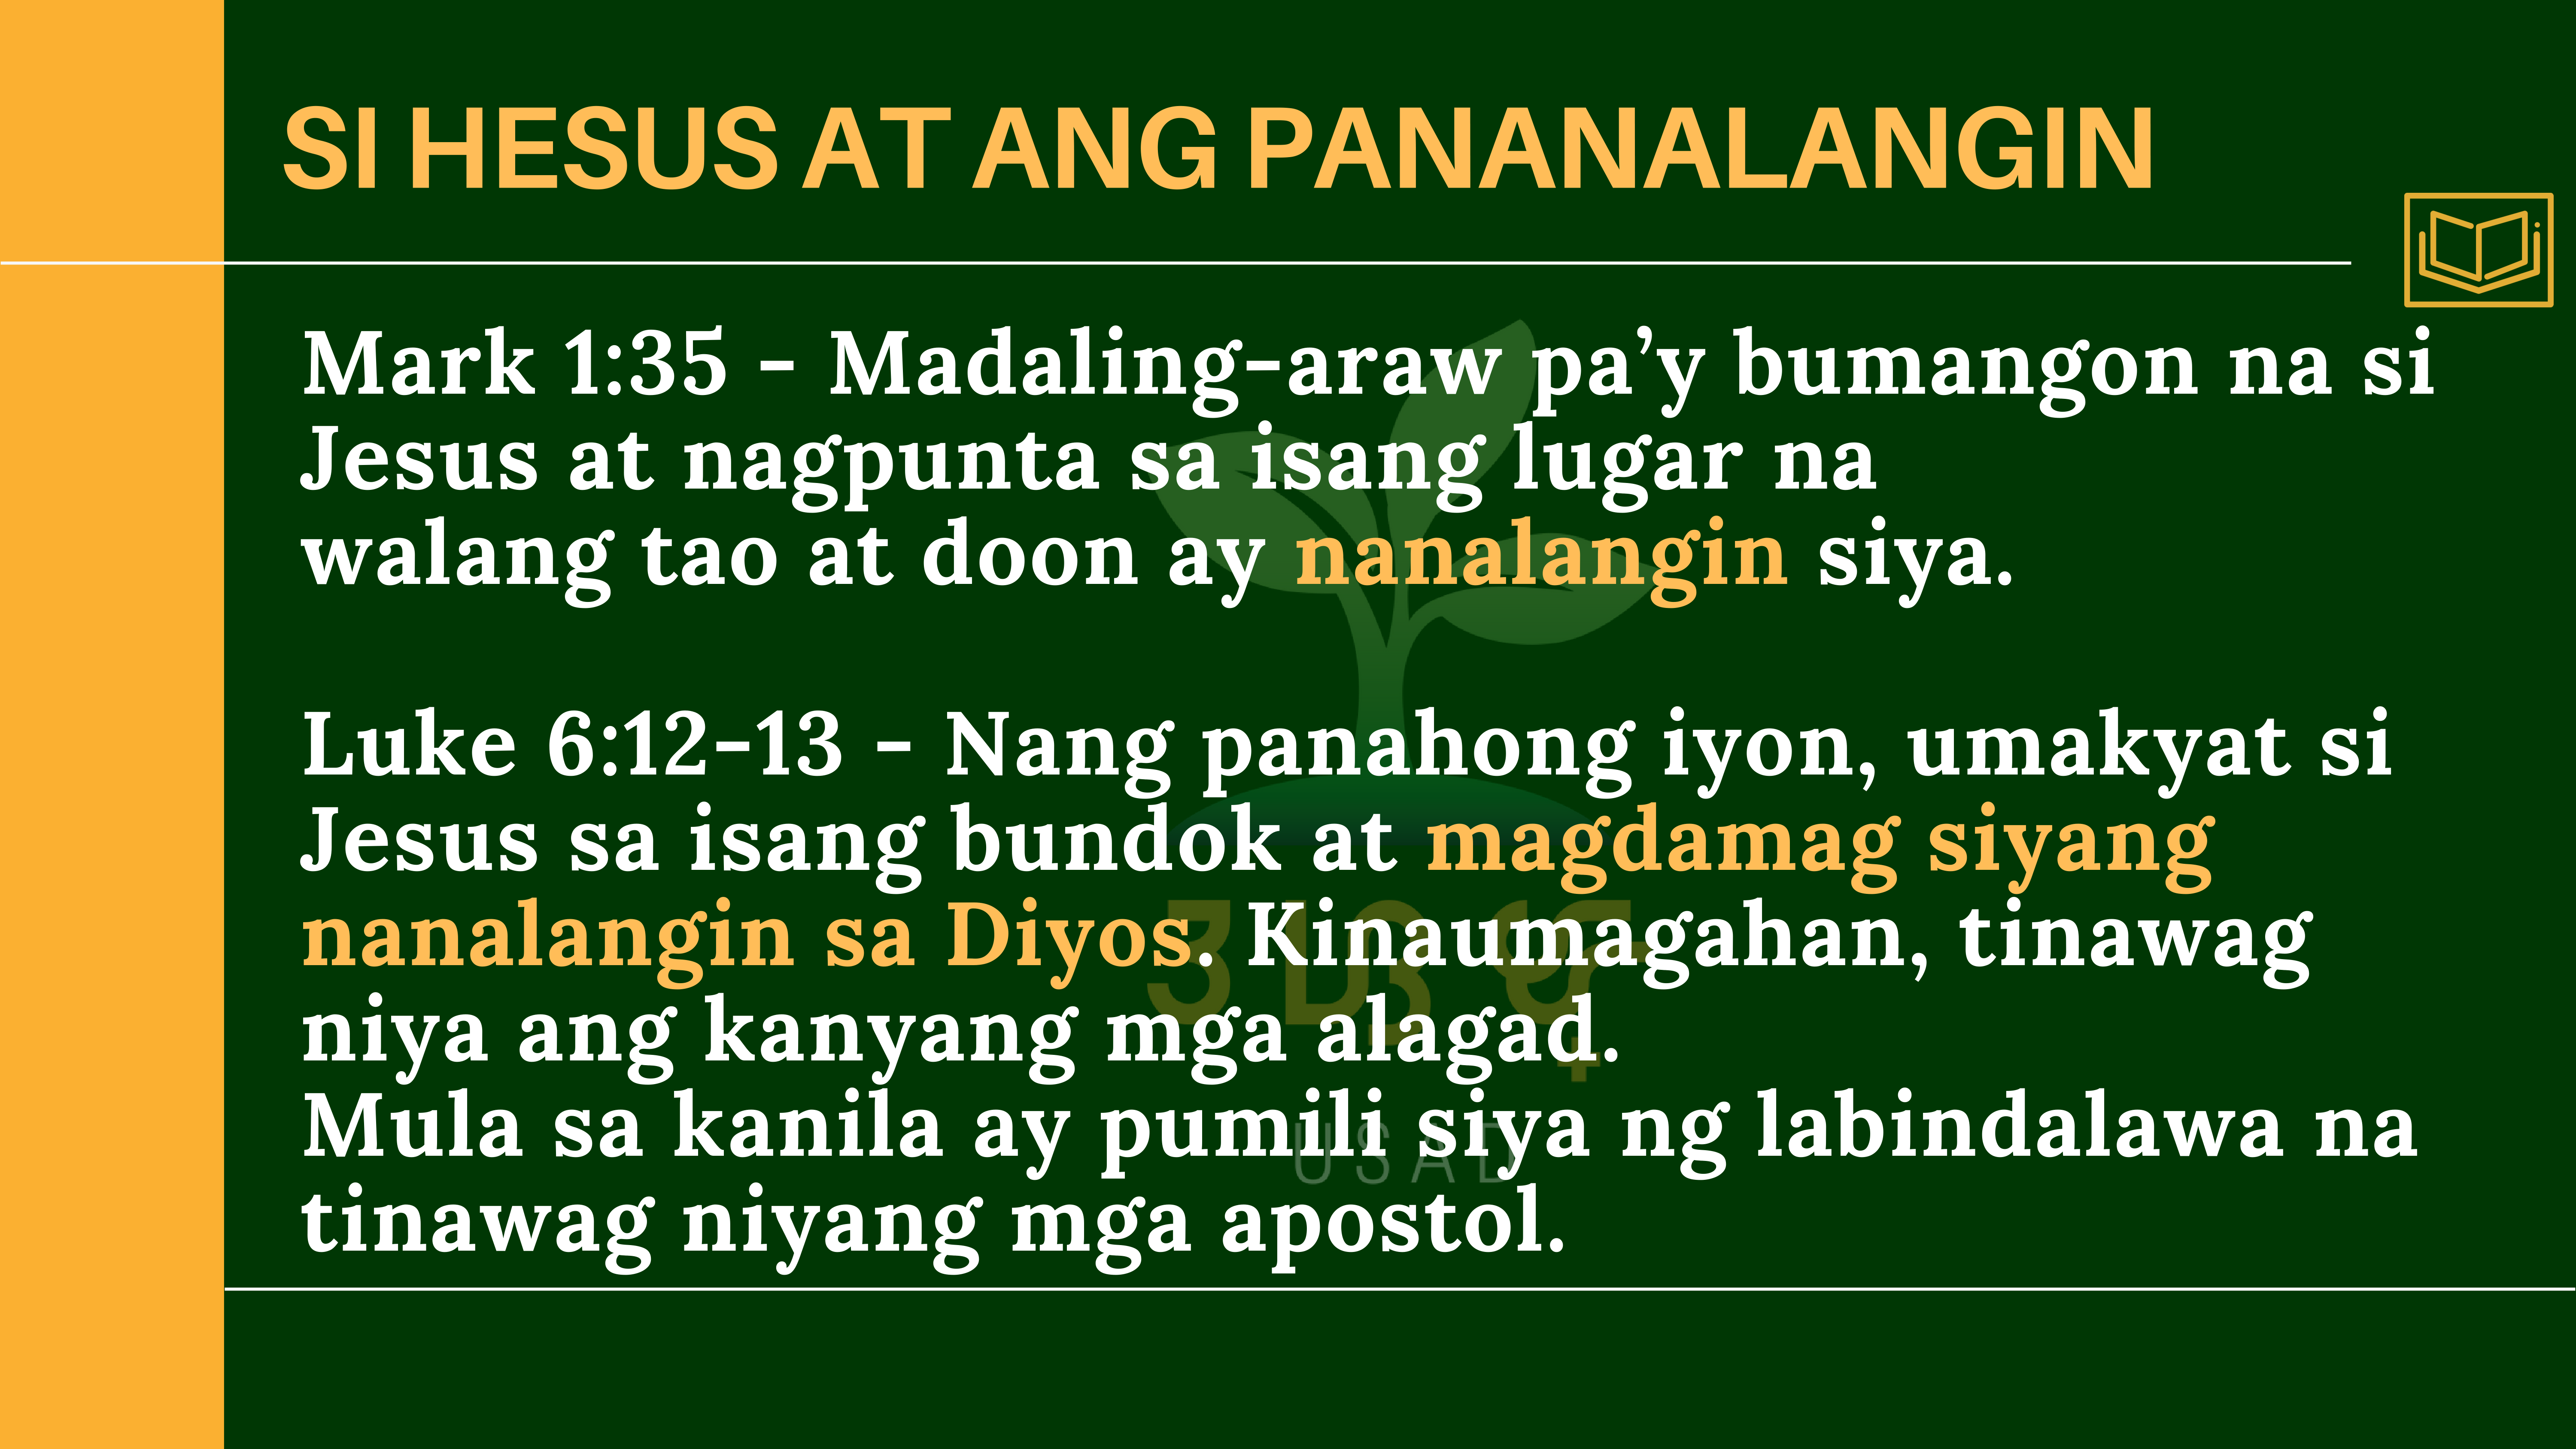 SI HESUS AT ANG PANANALANGIN
Mark 1:35 - Madaling-araw pa’y bumangon na si
Jesus at nagpunta sa isang lugar na
walang tao at doon ay nanalangin siya.
Luke 6:12-13 - Nang panahong iyon, umakyat si
Jesus sa isang bundok at magdamag siyang
nanalangin sa Diyos. Kinaumagahan, tinawag
niya ang kanyang mga alagad.
Mula sa kanila ay pumili siya ng labindalawa na
tinawag niyang mga apostol.
USAD